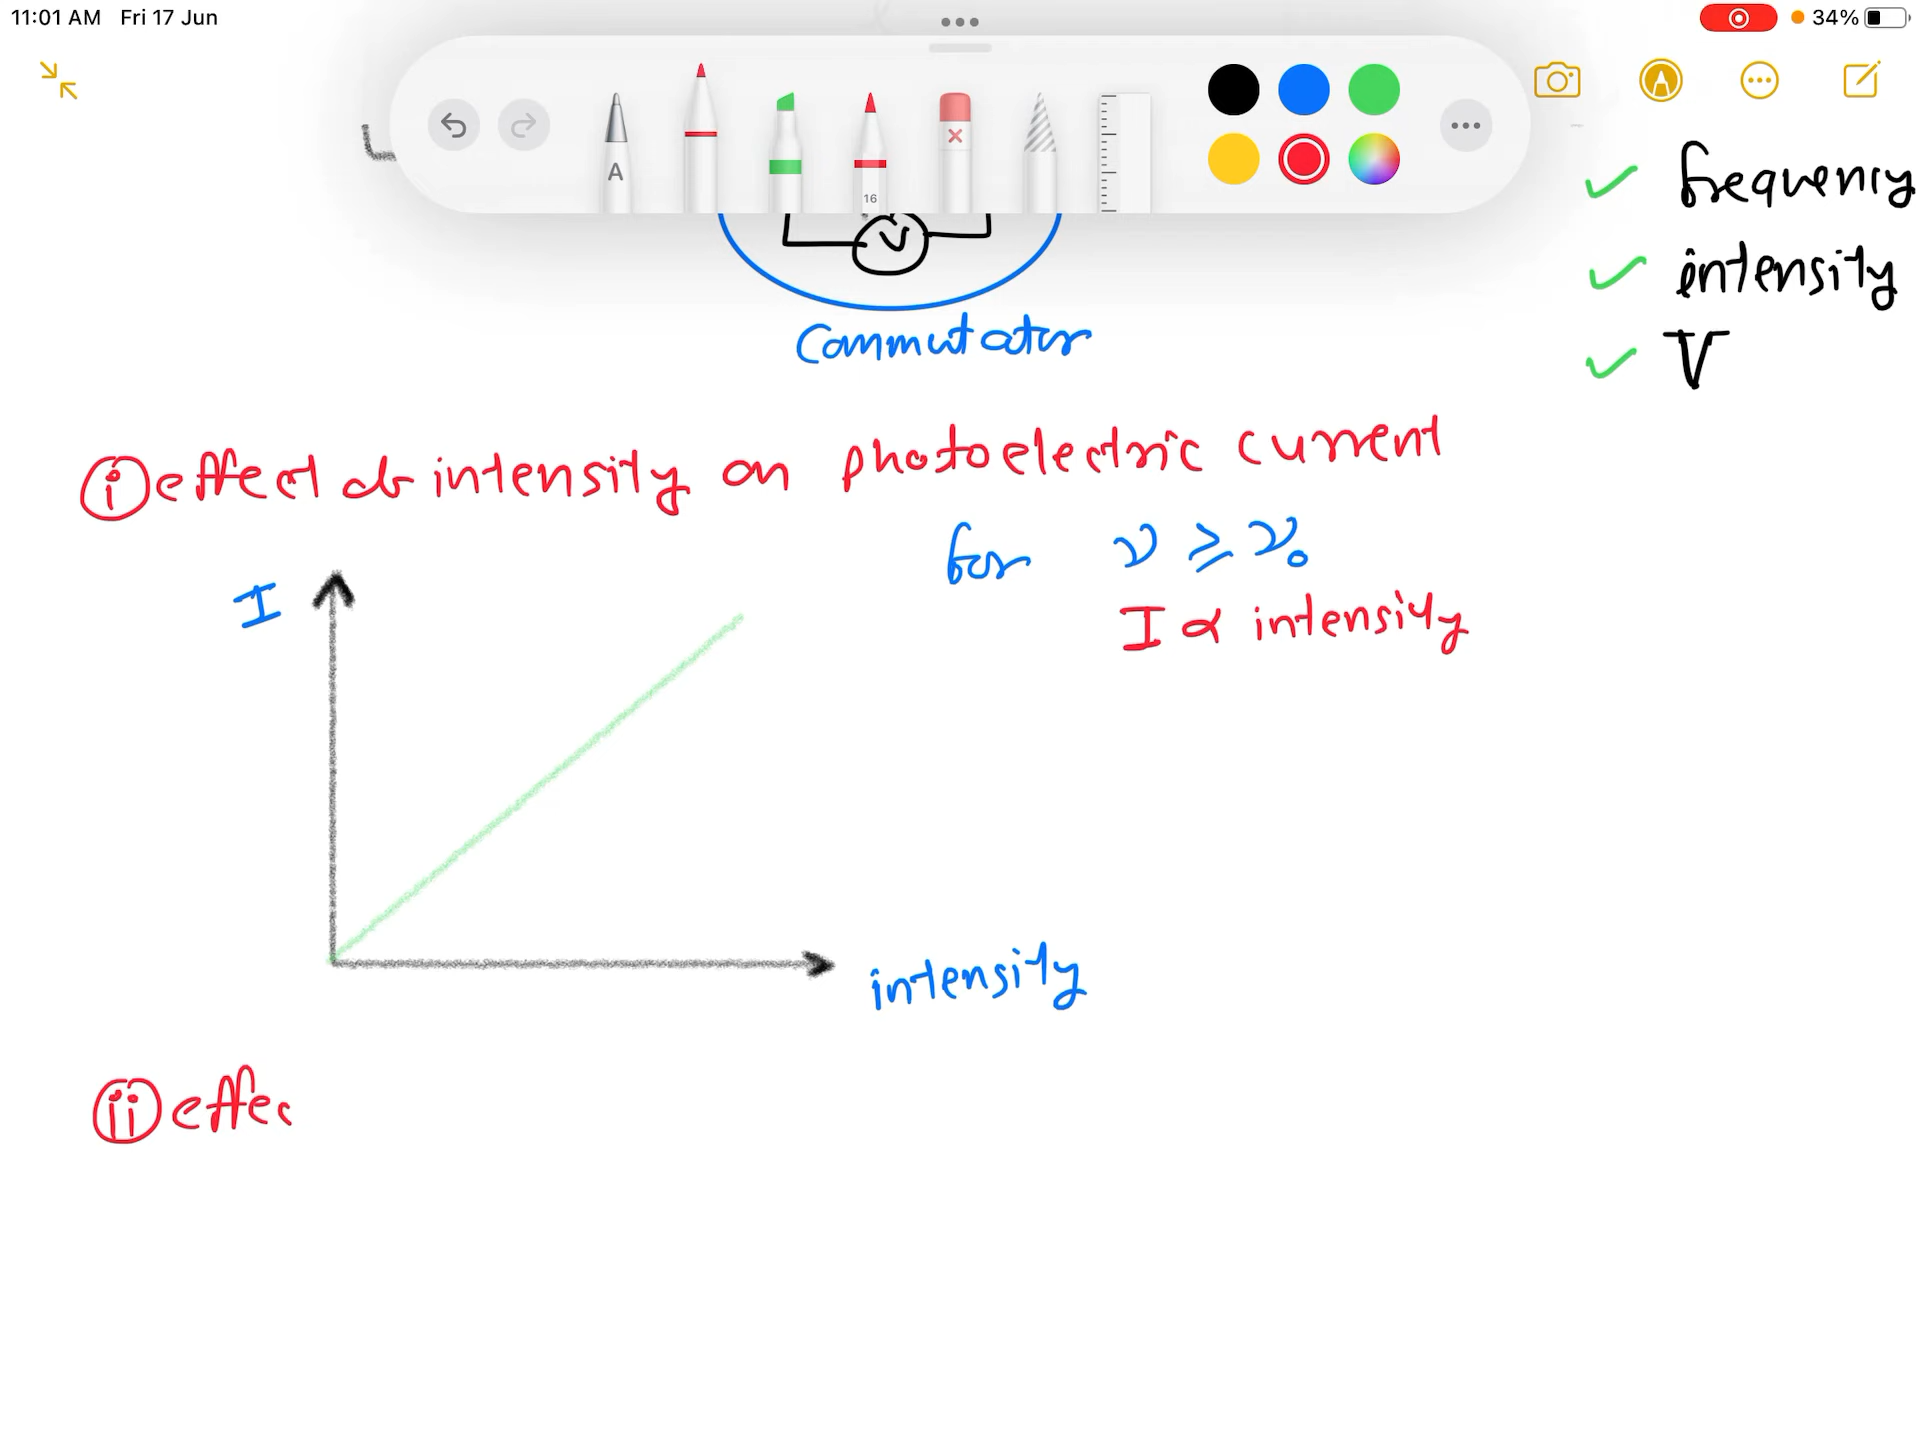 11:01 AM Fri 17 Jun
34%
A
16
frequency
intensity
V
V
Commutator
(i) effect of intensity on photoelectric current
for ν ≥ ν₀
I ∝ intensity
I
intensity
(ii) effec